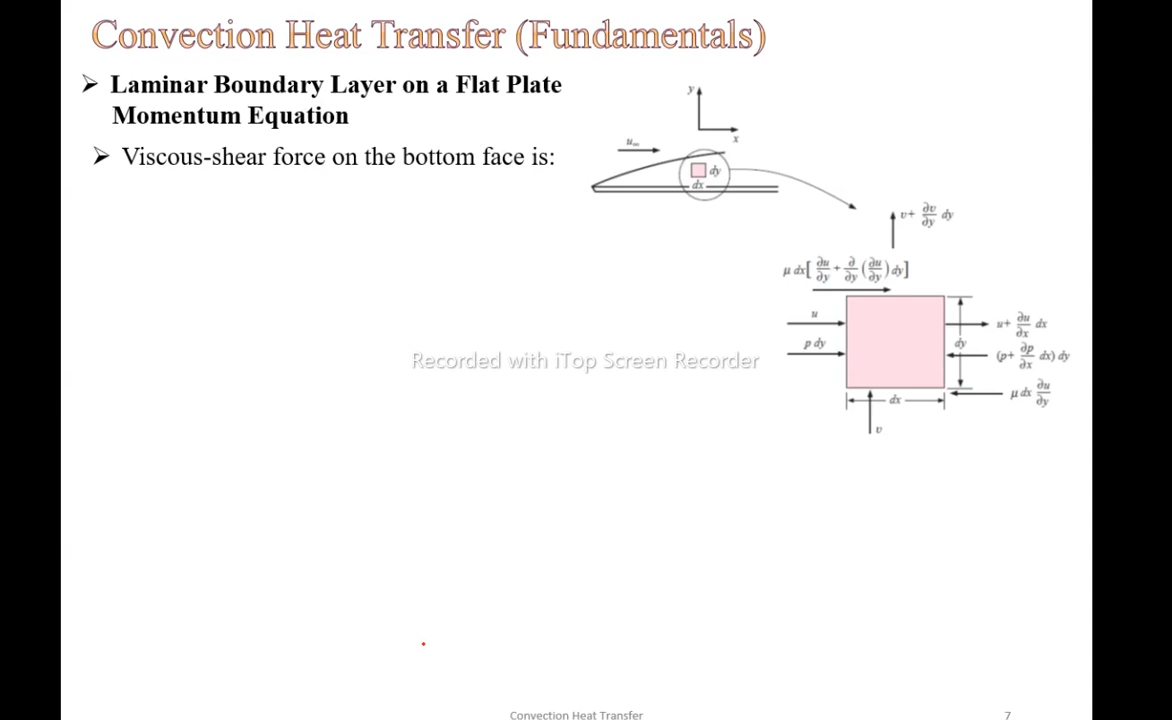 Convection Heat Transfer (Fundamentals)
➢ Laminar Boundary Layer on a Flat Plate
Momentum Equation
➢ Viscous-shear force on the bottom face is:
y
x
u∞
dy
dx
v+ ∂v/∂y dy
μ dx[ ∂u/∂y + ∂/∂y (∂u/∂y) dy]
u
u+ ∂u/∂x dx
p dy
dy
(p+ ∂p/∂x dx) dy
μ dx ∂u/∂y
dx
v
Recorded with iTop Screen Recorder
Convection Heat Transfer
7